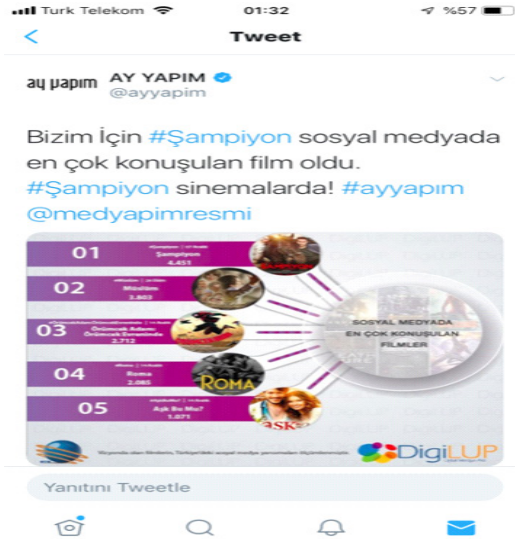 Turk Telekom 01:32 %57
Tweet
ay yapım AY YAPIM
@ayyapim
Bizim İçin #Şampiyon sosyal medyada
en çok konuşulan film oldu.
#Şampiyon sinemalarda! #ayyapım
@medyapimresmi
01
Şampiyon
4.451
02
Müslüm
3.803
03
Örümcek Adam:
Örümcek Evreninde
2.712
04
Roma
2.085
ROMA
05
Aşk Bu Mu?
1.071
AŞK
SOSYAL MEDYADA
EN ÇOK KONUŞULAN
FİLMLER
DigiLUP
Yanıtını Tweetle